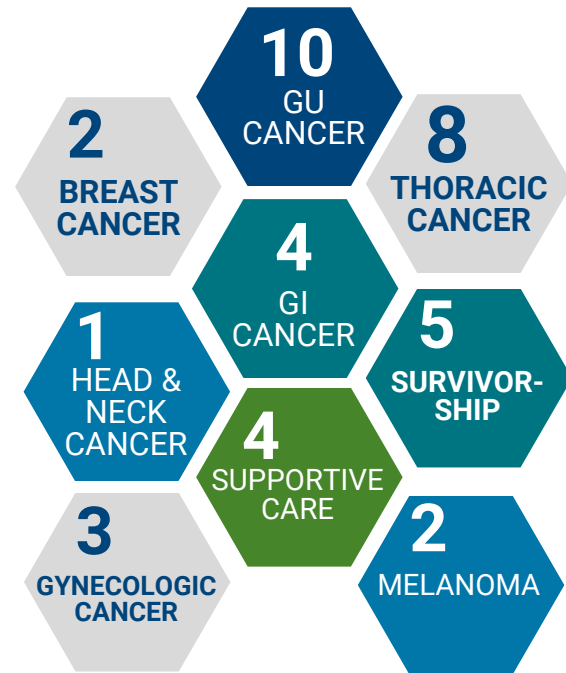 10
GU
CANCER
2
BREAST
CANCER
8
THORACIC
CANCER
4
GI
CANCER
1
HEAD &
NECK
CANCER
5
SURVIVOR-
SHIP
4
SUPPORTIVE
CARE
3
GYNECOLOGIC
CANCER
2
MELANOMA